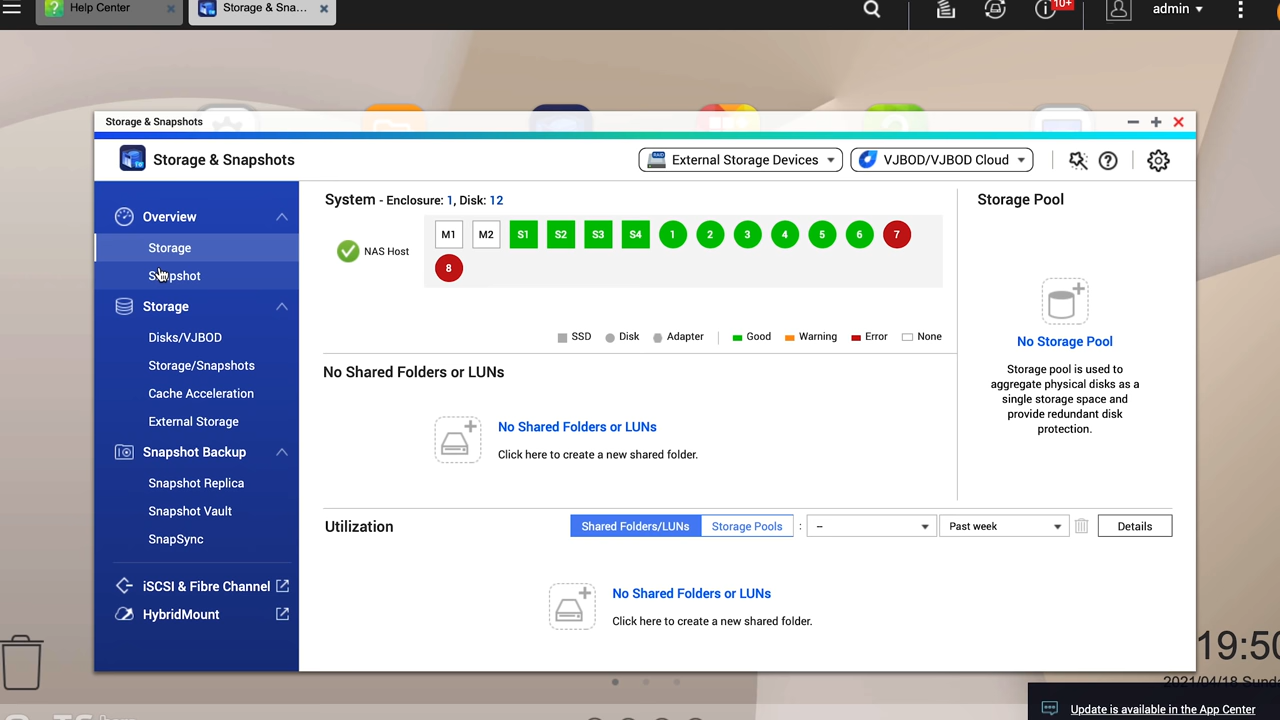 Help Center
Storage & Sna...
10+
admin
Storage & Snapshots
Storage & Snapshots
External Storage Devices
VJBOD/VJBOD Cloud
Overview
Storage
Snapshot
Storage
Disks/VJBOD
Storage/Snapshots
Cache Acceleration
External Storage
Snapshot Backup
Snapshot Replica
Snapshot Vault
SnapSync
iSCSI & Fibre Channel
HybridMount
System - Enclosure: 1, Disk: 12
NAS Host
M1 M2 S1 S2 S3 S4 1 2 3 4 5 6 7
8
SSD Disk Adapter Good Warning Error None
No Shared Folders or LUNs
No Shared Folders or LUNs
Click here to create a new shared folder.
Storage Pool
No Storage Pool
Storage pool is used to
aggregate physical disks as a
single storage space and
provide redundant disk
protection.
Utilization
Shared Folders/LUNs Storage Pools : -- Past week Details
No Shared Folders or LUNs
Click here to create a new shared folder.
19:50
2021/04/18 Sunda
Update is available in the App Center